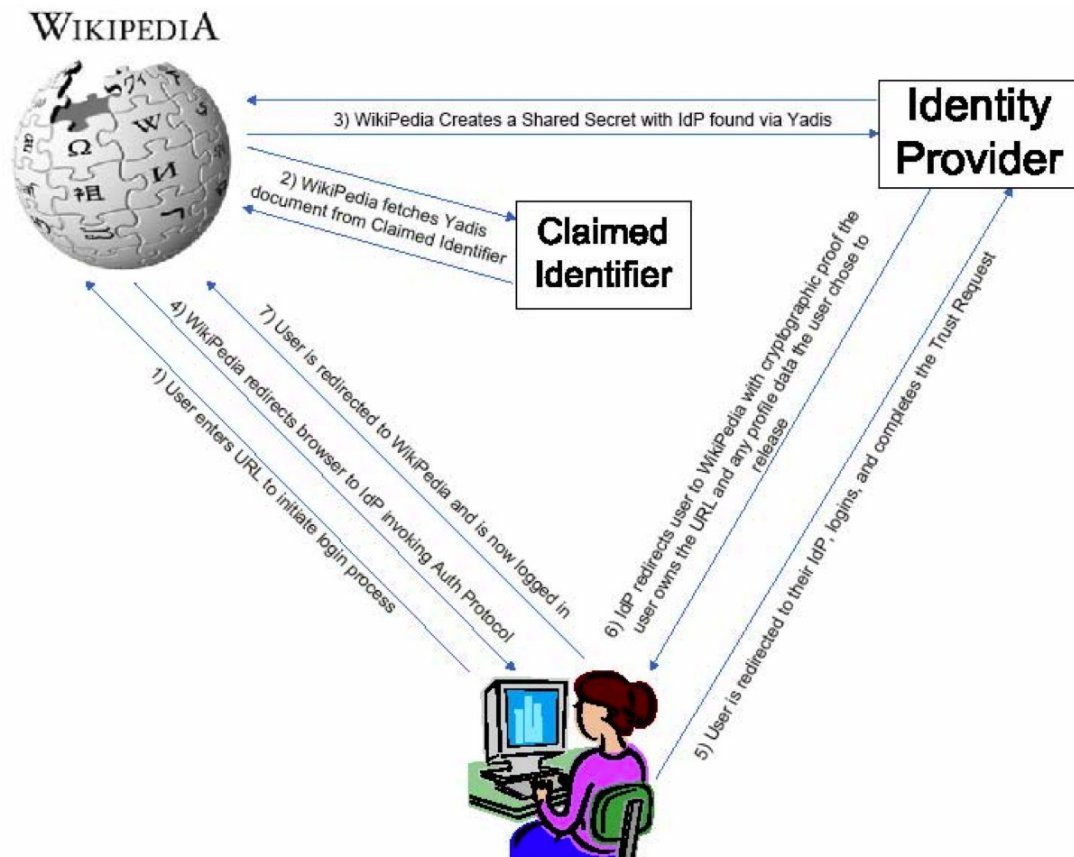 WIKIPEDIA
Identity
Provider
3) WikiPedia Creates a Shared Secret with IdP found via Yadis
2) WikiPedia fetches Yadis
document from Claimed Identifier
Claimed
Identifier
1) User enters URL to initiate login process
4) WikiPedia redirects browser to IdP invoking Auth Protocol
7) User is redirected to WikiPedia and is now logged in
6) IdP redirects user to WikiPedia with cryptographic proof the
user owns the URL and any profile data the user chose to
release
5) User is redirected to their IdP, logins, and completes the Trust Request
Ω
W
祖
И